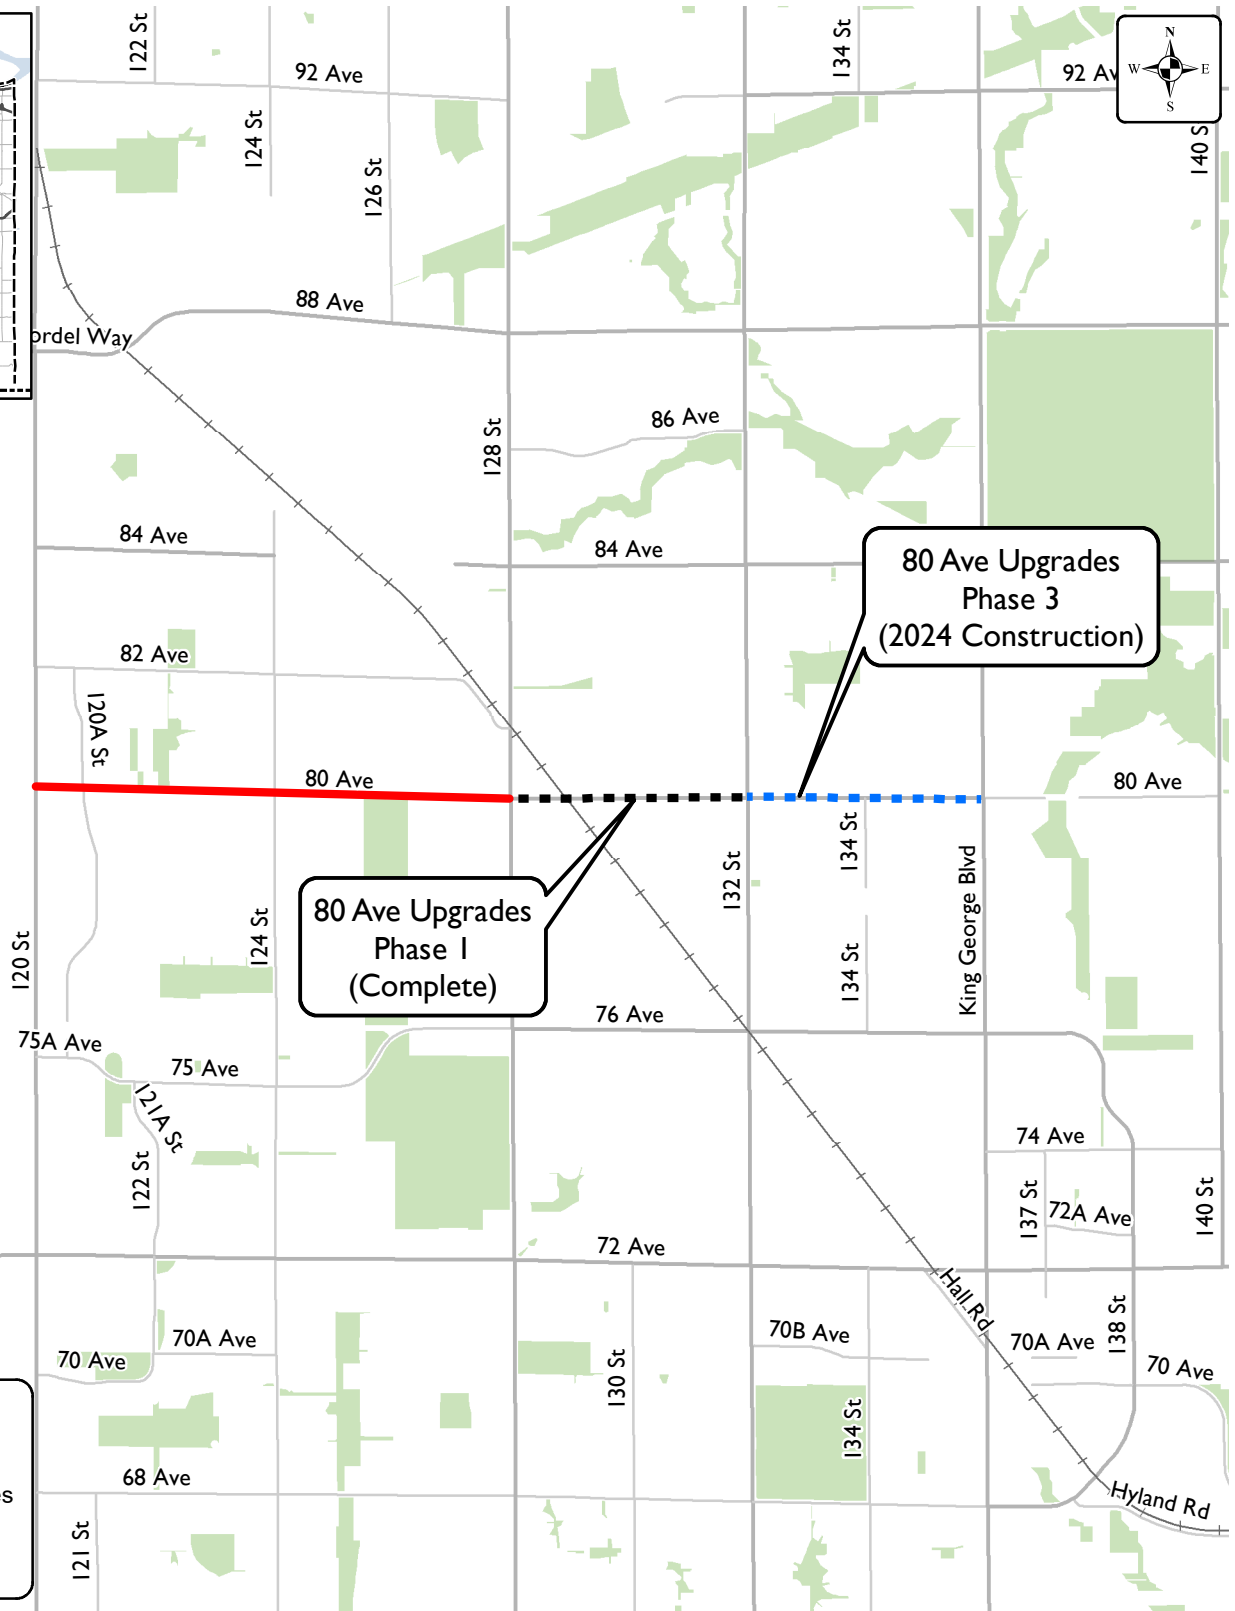 122 St
134 St
N
W E
S
92 Ave
92 Av
124 St
126 St
140 S
88 Ave
ordel Way
128 St
86 Ave
84 Ave
84 Ave
80 Ave Upgrades
Phase 3
(2024 Construction)
82 Ave
120A St
80 Ave
80 Ave
134 St
132 St
King George Blvd
80 Ave Upgrades
Phase 1
(Complete)
124 St
120 St
134 St
76 Ave
75A Ave
75 Ave
121A St
74 Ave
122 St
137 St
72A Ave
140 St
72 Ave
Hall Rd
138 St
70A Ave
70B Ave
70A Ave
70 Ave
70 Ave
130 St
134 St
68 Ave
Hyland Rd
121 St